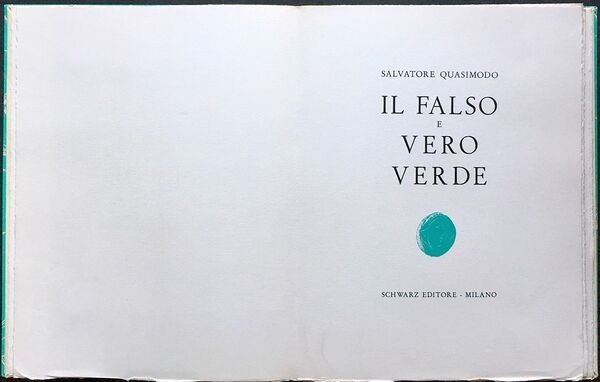 SALVATORE QUASIMODO
IL FALSO
E
VERO
VERDE
SCHWARZ EDITORE - MILANO